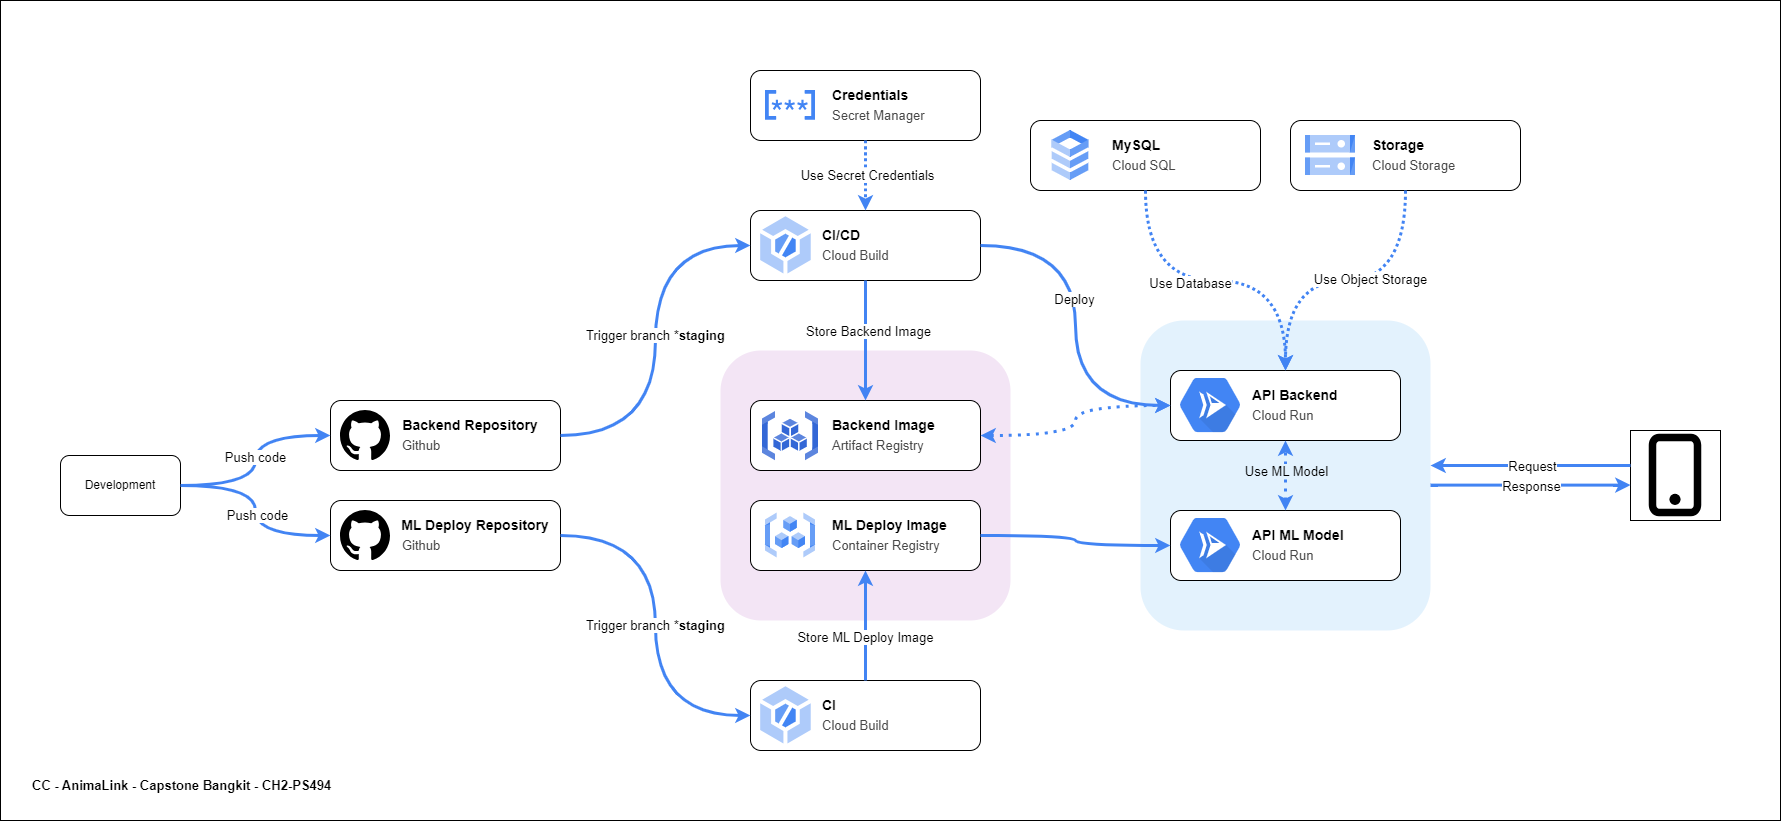 Credentials
Secret Manager
MySQL
Cloud SQL
Storage
Cloud Storage
Use Secret Credentials
CI/CD
Cloud Build
Use Database
Use Object Storage
Deploy
Trigger branch *staging
Store Backend Image
Backend Repository
Github
Backend Image
Artifact Registry
API Backend
Cloud Run
Push code
Development
Push code
Use ML Model
Request
Response
ML Deploy Repository
Github
ML Deploy Image
Container Registry
API ML Model
Cloud Run
Trigger branch *staging
Store ML Deploy Image
CI
Cloud Build
CC - AnimaLink - Capstone Bangkit - CH2-PS494